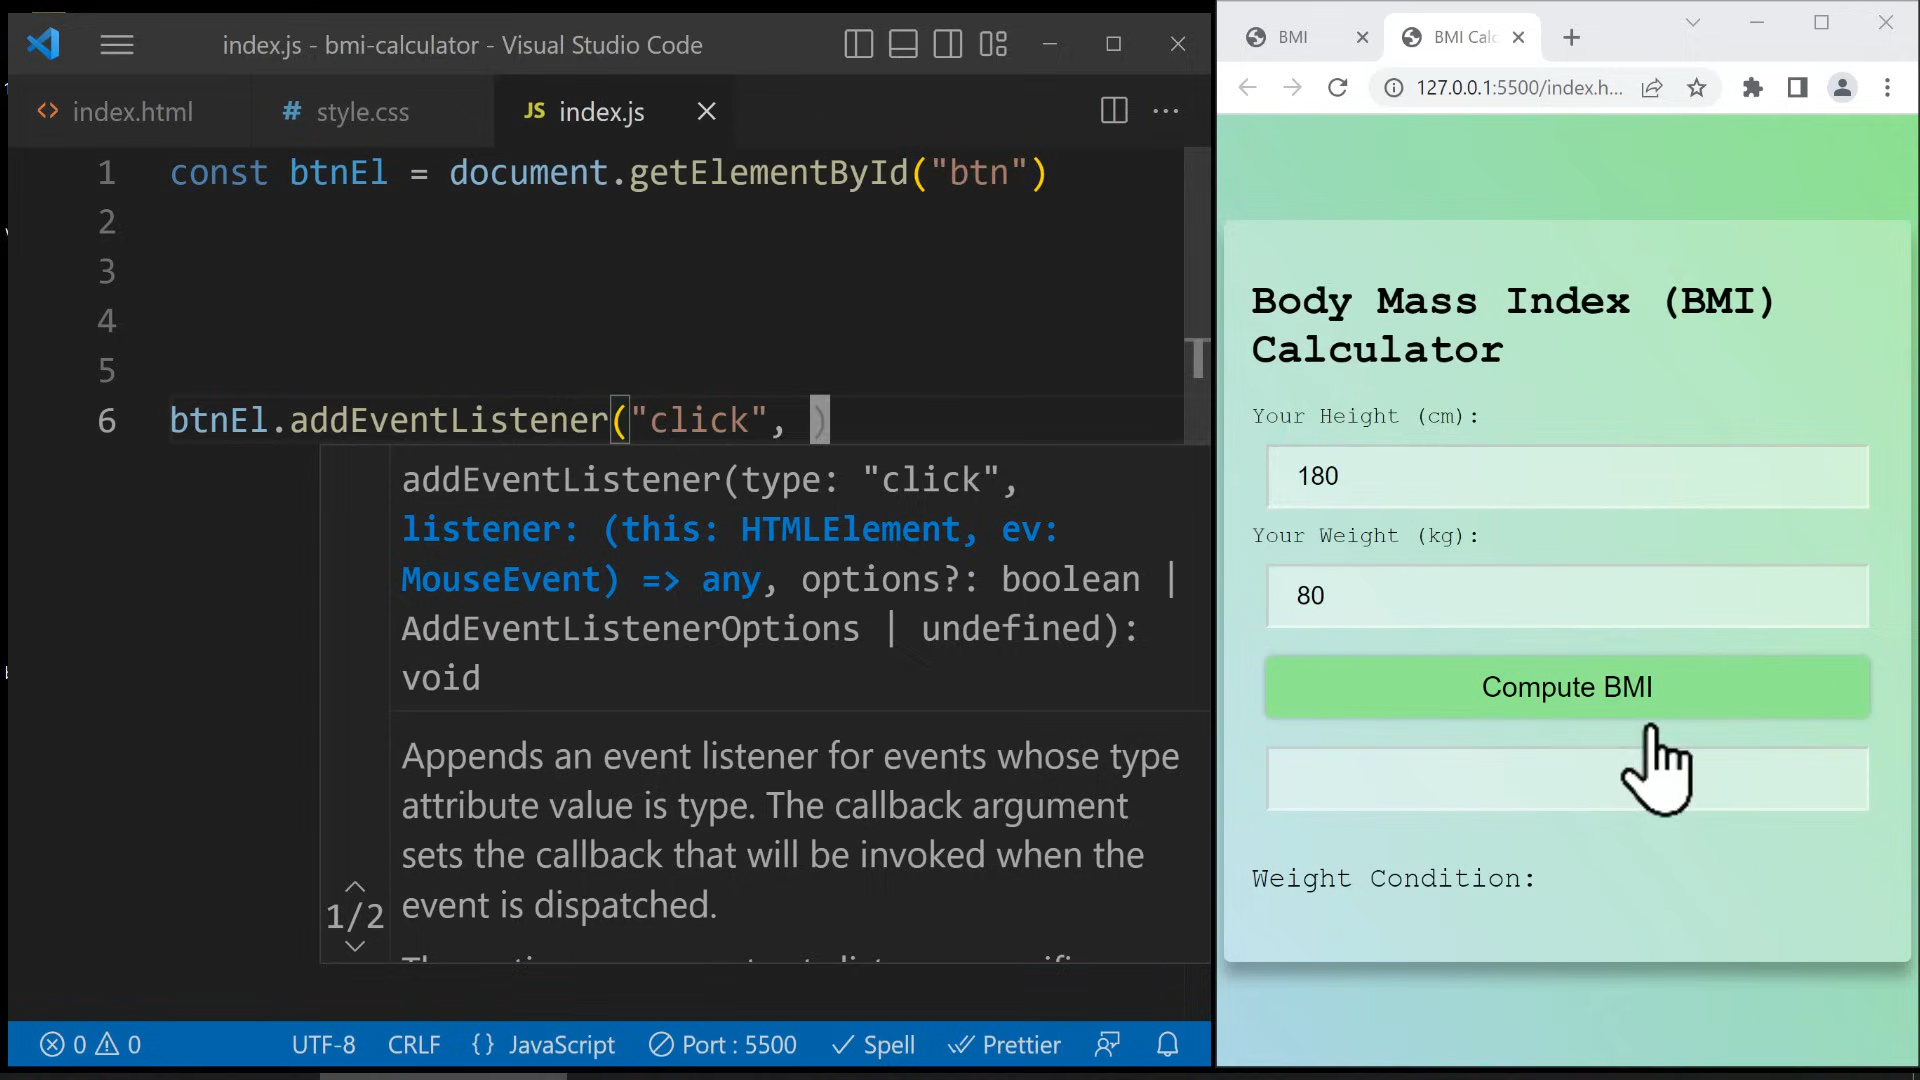 index.js - bmi-calculator - Visual Studio Code
index.html
style.css
JS index.js
1 const btnEl = document.getElementById("btn")
2
3
4
5
6 btnEl.addEventListener("click", )
addEventListener(type: "click",
listener: (this: HTMLElement, ev:
MouseEvent) => any, options?: boolean |
AddEventListenerOptions | undefined):
void
Appends an event listener for events whose type
attribute value is type. The callback argument
sets the callback that will be invoked when the
event is dispatched.
1/2
0 0 UTF-8 CRLF {} JavaScript Port : 5500 Spell Prettier
BMI
BMI Calc
127.0.0.1:5500/index.h...
Body Mass Index (BMI)
Calculator
Your Height (cm):
180
Your Weight (kg):
80
Compute BMI
Weight Condition: